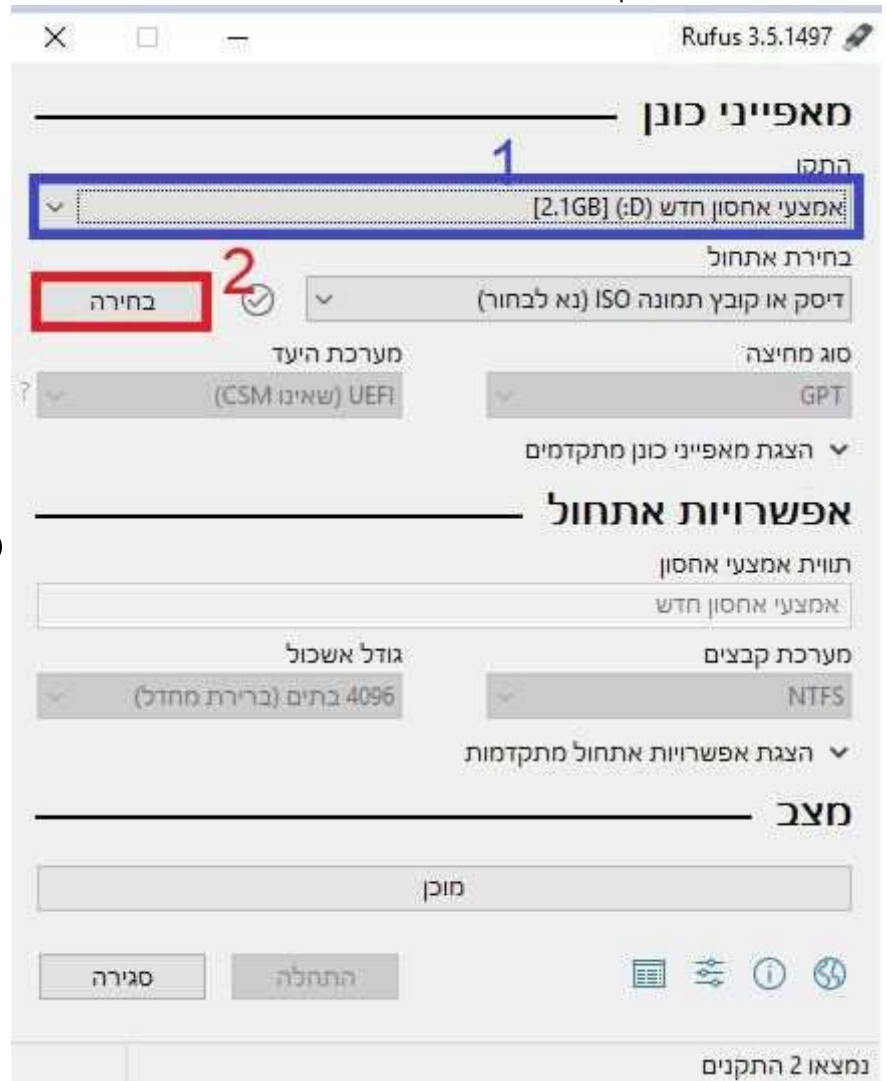 Rufus 3.5.1497
מאפייני כונן
התקן
1
אמצעי אחסון חדש (D:) [2.1GB]
בחירת אתחול
דיסק או קובץ תמונה ISO (נא לבחור)
2
בחירה
סוג מחיצה
מערכת היעד
GPT
UEFI (שאינו CSM)
?
הצגת מאפייני כונן מתקדמים
אפשרויות אתחול
תווית אמצעי אחסון
אמצעי אחסון חדש
מערכת קבצים
גודל אשכול
NTFS
4096 בתים (ברירת מחדל)
הצגת אפשרויות אתחול מתקדמות
מצב
מוכן
התחלה
סגירה
נמצאו 2 התקנים